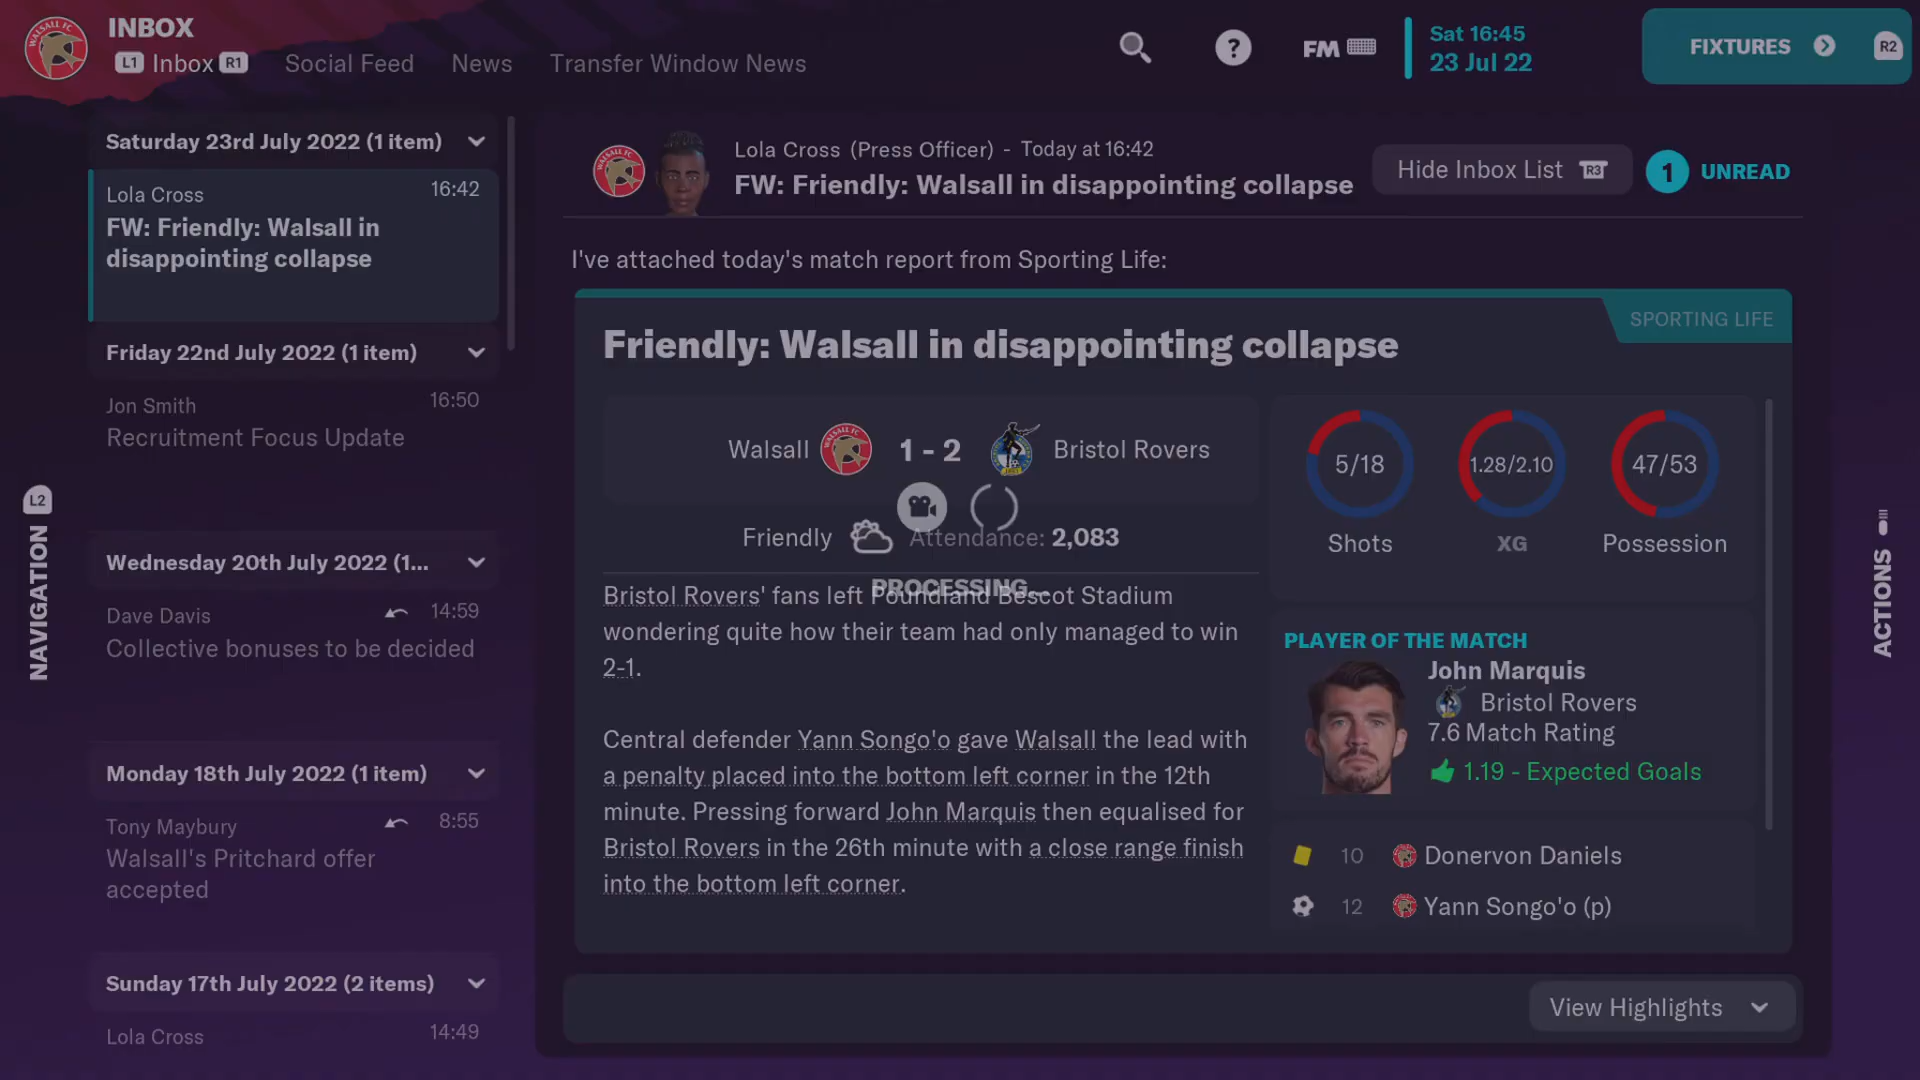 INBOX
L1 Inbox R1 Social Feed News Transfer Window News
? FM Sat 16:45
23 Jul 22
FIXTURES R2
Saturday 23rd July 2022 (1 item)
Lola Cross 16:42
FW: Friendly: Walsall in
disappointing collapse
Friday 22nd July 2022 (1 item)
Jon Smith 16:50
Recruitment Focus Update
Wednesday 20th July 2022 (1...
Dave Davis 14:59
Collective bonuses to be decided
Monday 18th July 2022 (1 item)
Tony Maybury 8:55
Walsall's Pritchard offer
accepted
Sunday 17th July 2022 (2 items)
Lola Cross 14:49
L2
NAVIGATION
WALSALL FC
Lola Cross (Press Officer) - Today at 16:42
FW: Friendly: Walsall in disappointing collapse
Hide Inbox List R3
1 UNREAD
I've attached today's match report from Sporting Life:
SPORTING LIFE
Friendly: Walsall in disappointing collapse
Walsall 1 - 2 Bristol Rovers
Friendly Attendance: 2,083
PROCESSING...
Bristol Rovers' fans left Poundland Bescot Stadium
wondering quite how their team had only managed to win
2-1.
Central defender Yann Songo'o gave Walsall the lead with
a penalty placed into the bottom left corner in the 12th
minute. Pressing forward John Marquis then equalised for
Bristol Rovers in the 26th minute with a close range finish
into the bottom left corner.
5/18 1.28/2.10 47/53
Shots XG Possession
PLAYER OF THE MATCH
John Marquis
Bristol Rovers
7.6 Match Rating
1.19 - Expected Goals
10 Donervon Daniels
12 Yann Songo'o (p)
View Highlights
ACTIONS